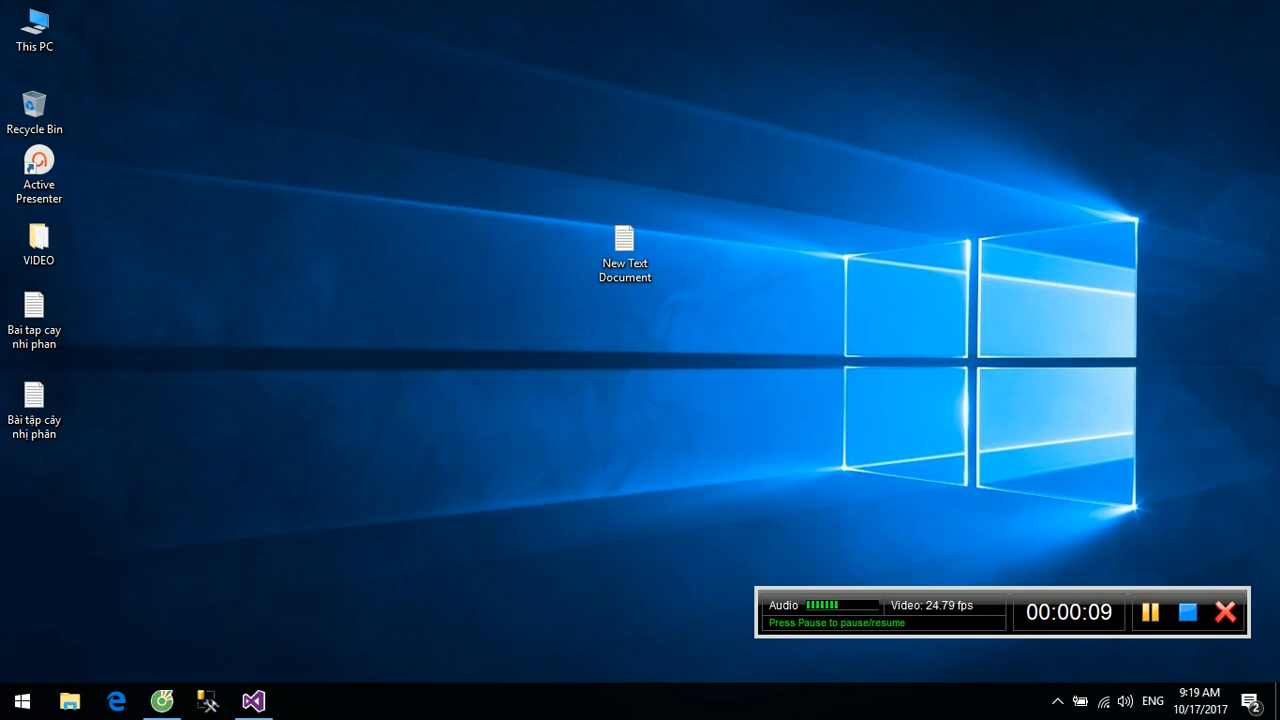 This PC
Recycle Bin
Active
Presenter
VIDEO
Bai tap cay
nhi phan
Bài tập cây
nhị phân
New Text
Document
Audio
Video: 24.79 fps
Press Pause to pause/resume
00:00:09
ENG
9:19 AM
10/17/2017
2